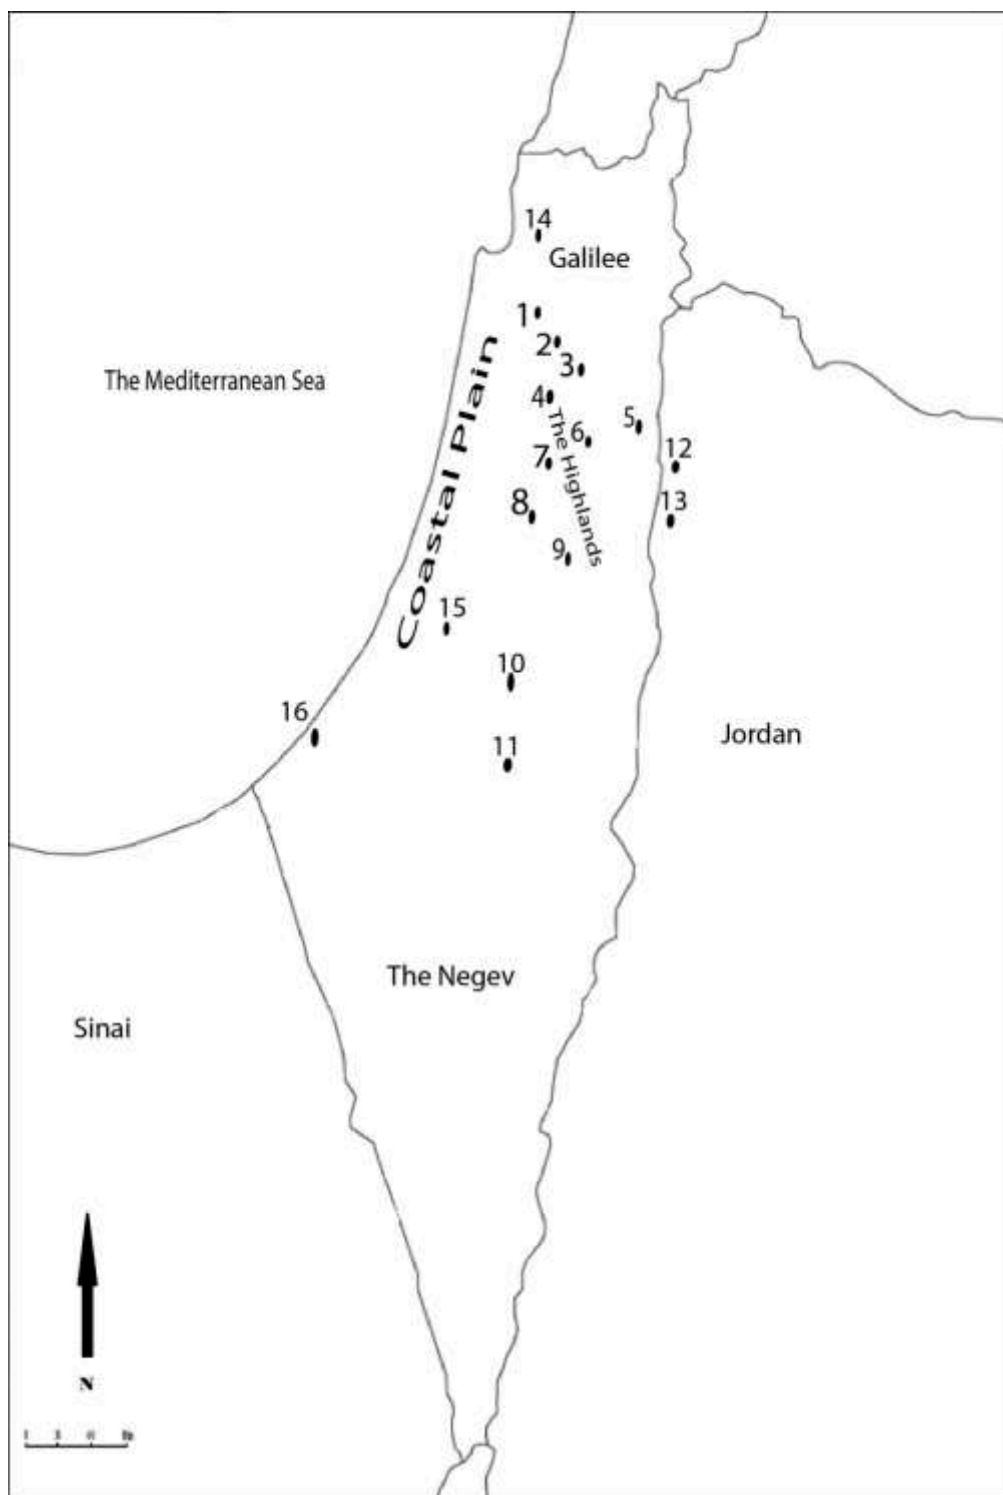 14
Galilee
1
2
3
The Mediterranean Sea
Coastal Plain
4
The Highlands
5
6
7
12
8
13
9
15
10
16
11
Jordan
The Negev
Sinai
N